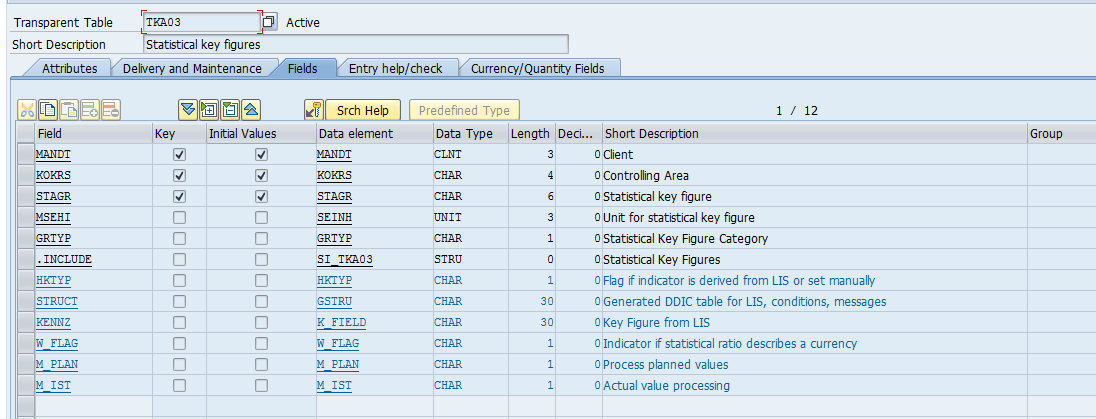 Transparent Table TKA03 Active
Short Description Statistical key figures
Attributes Delivery and Maintenance Fields Entry help/check Currency/Quantity Fields
Srch Help Predefined Type 1 / 12
Field Key Initial Values Data element Data Type Length Deci... Short Description Group
MANDT MANDT CLNT 3 0 Client
KOKRS KOKRS CHAR 4 0 Controlling Area
STAGR STAGR CHAR 6 0 Statistical key figure
MSEHI SEINH UNIT 3 0 Unit for statistical key figure
GRTYP GRTYP CHAR 1 0 Statistical Key Figure Category
.INCLUDE SI_TKA03 STRU 0 0 Statistical Key Figures
HKTYP HKTYP CHAR 1 0 Flag if indicator is derived from LIS or set manually
STRUCT GSTRU CHAR 30 0 Generated DDIC table for LIS, conditions, messages
KENNZ K_FIELD CHAR 30 0 Key Figure from LIS
W_FLAG W_FLAG CHAR 1 0 Indicator if statistical ratio describes a currency
M_PLAN M_PLAN CHAR 1 0 Process planned values
M_IST M_IST CHAR 1 0 Actual value processing